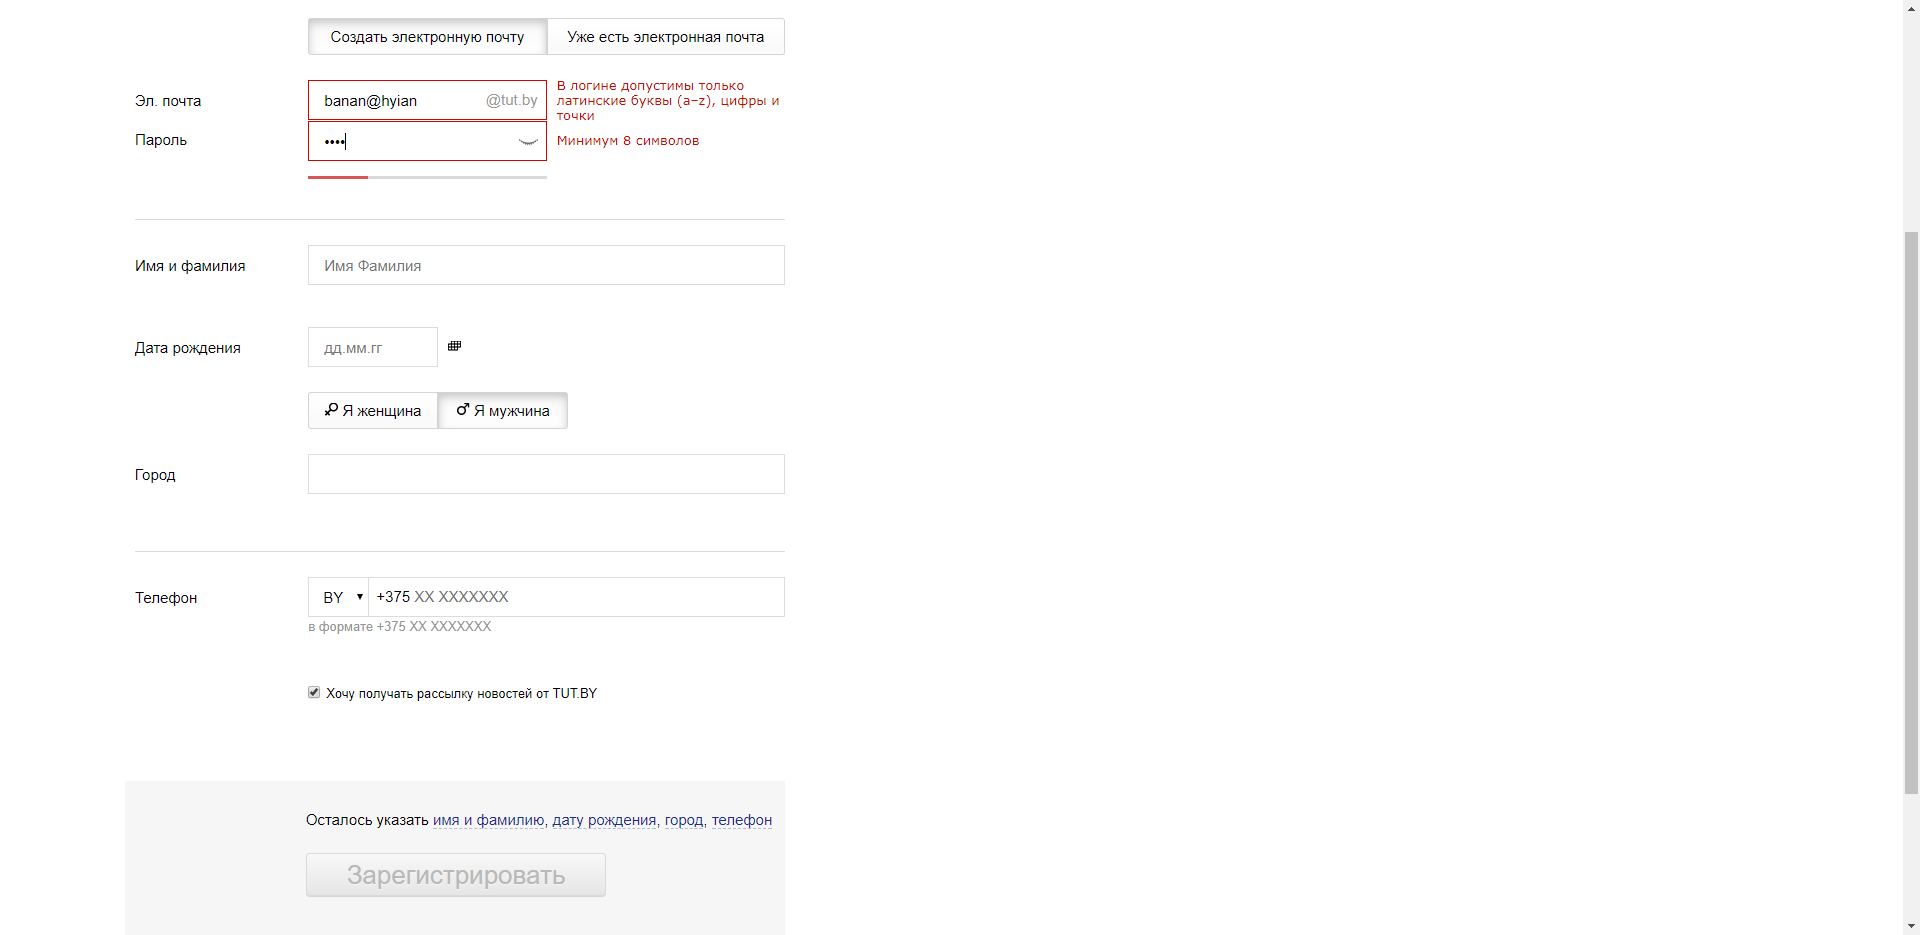 Создать электронную почту Уже есть электронная почта
Эл. почта banan@hyian @tut.by
В логине допустимы только
латинские буквы (a–z), цифры и
точки
Пароль •••• Минимум 8 символов
Имя и фамилия Имя Фамилия
Дата рождения дд.мм.гг
Я женщина Я мужчина
Город
Телефон BY +375 XX XXXXXXX
в формате +375 XX XXXXXXX
Хочу получать рассылку новостей от TUT.BY
Осталось указать имя и фамилию, дату рождения, город, телефон
Зарегистрировать